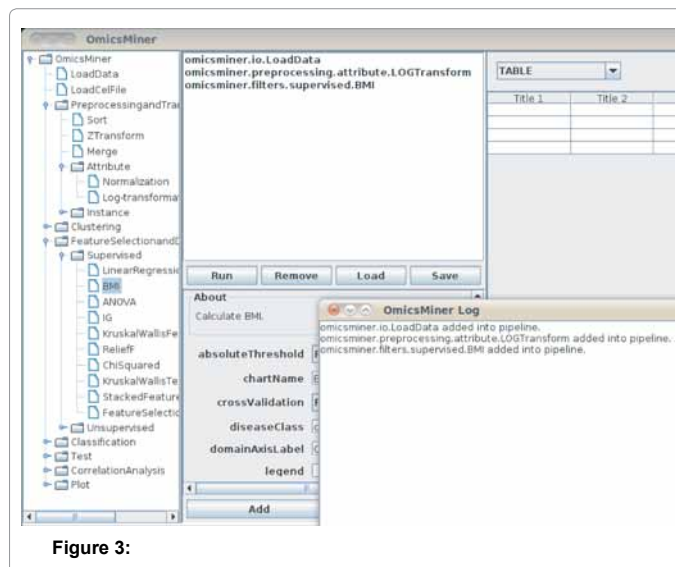 OmicsMiner
OmicsMiner
LoadData
LoadCelFile
PreprocessingandTra
Sort
ZTransform
Merge
Attribute
Normalization
Log-transforma
Instance
Clustering
FeatureSelectionandD
Supervised
LinearRegressio
BMI
ANOVA
IG
KruskalWallisFe
ReliefF
ChiSquared
KruskalWallisTe
StackedFeature
FeatureSelectio
Unsupervised
Classification
Test
CorrelationAnalysis
Plot
omicsminer.io.LoadData
omicsminer.preprocessing.attribute.LOGTransform
omicsminer.filters.supervised.BMI
Run Remove Load Save
About
Calculate BMI.
absoluteThreshold
chartName
crossValidation
diseaseClass
domainAxisLabel
legend
Add
TABLE
Title 1 Title 2
OmicsMiner Log
omicsminer.io.LoadData added into pipeline.
omicsminer.preprocessing.attribute.LOGTransform added into pipeline.
omicsminer.filters.supervised.BMI added into pipeline.
Figure 3: